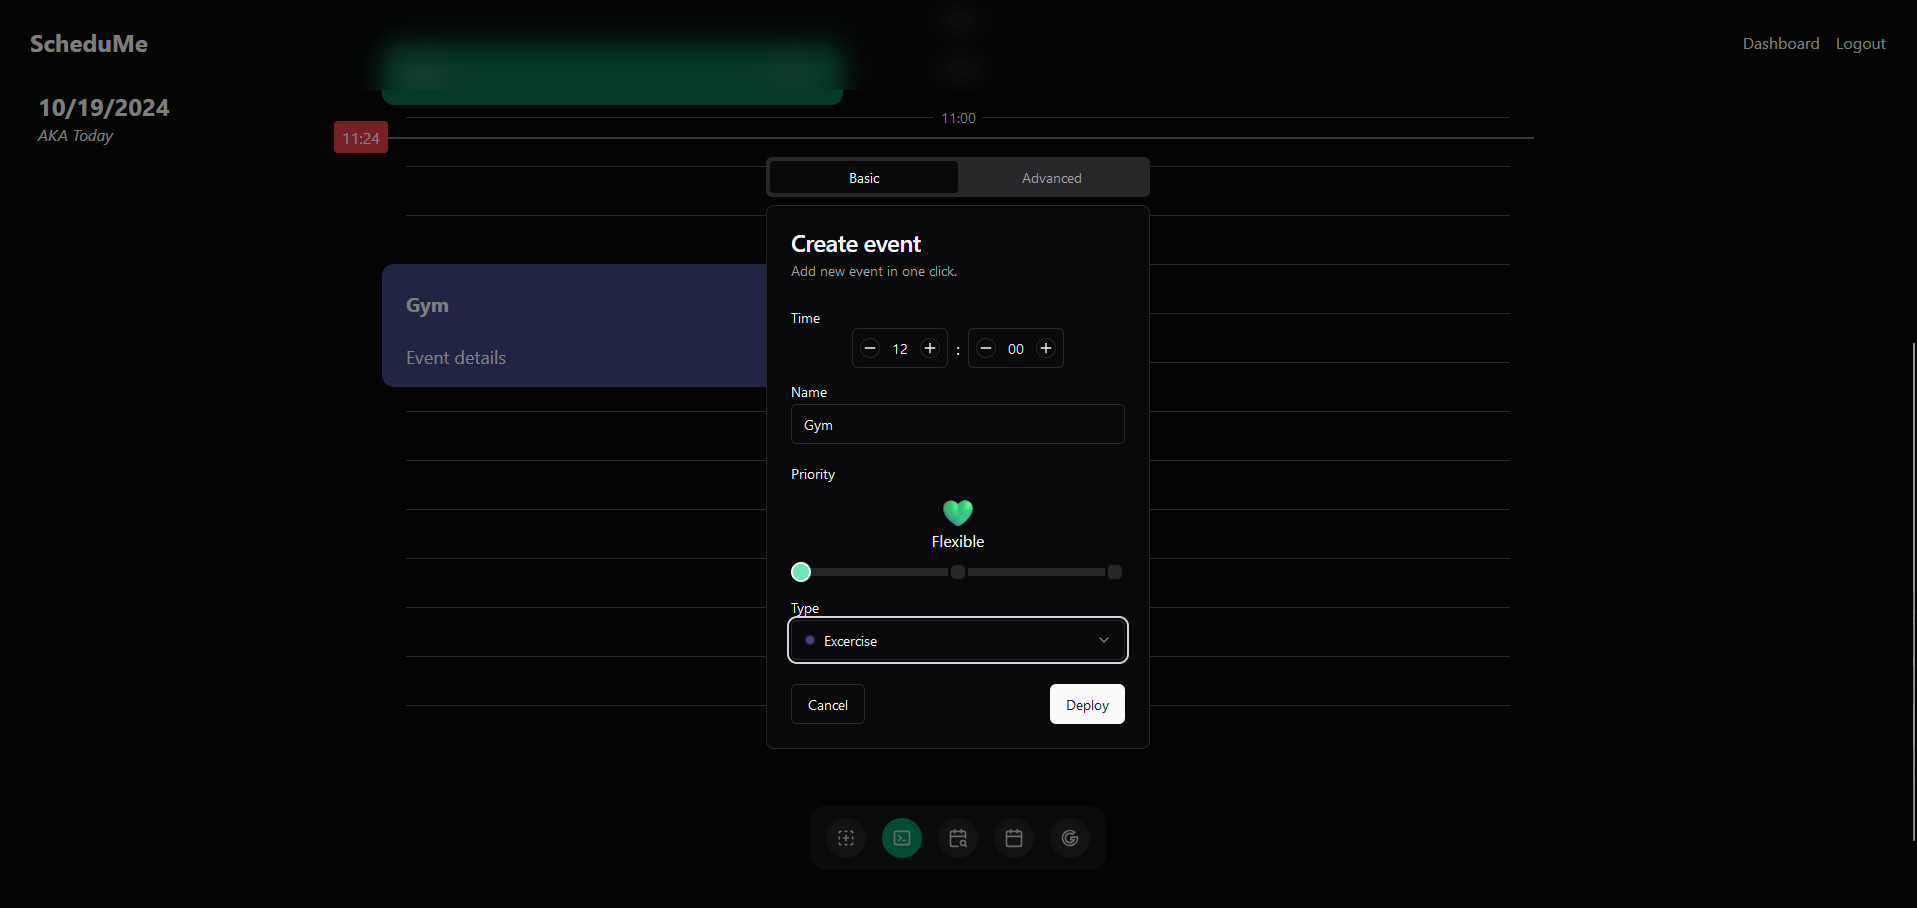 ScheduMe
Dashboard Logout
10/19/2024
AKA Today
11:00
11:24
Basic Advanced
Gym
Event details
Create event
Add new event in one click.
Time
12 : 00
Name
Gym
Priority
Flexible
Type
Excercise
Cancel Deploy